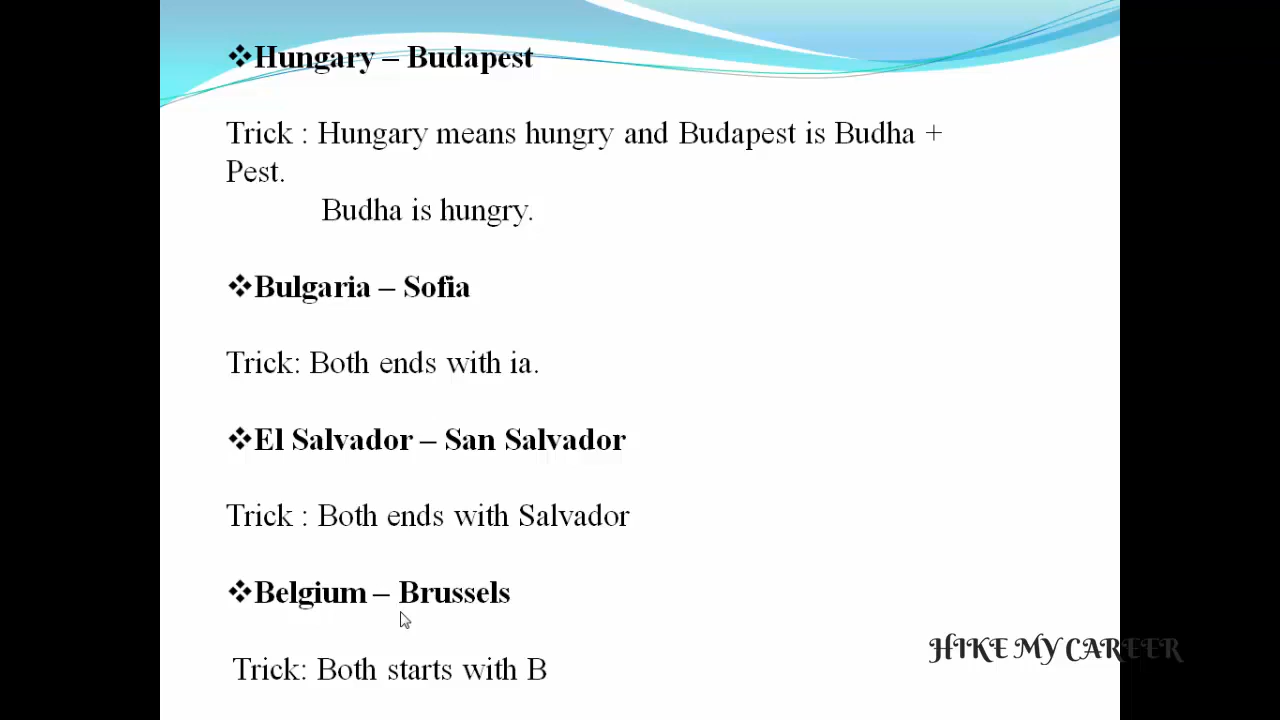 ❖Hungary – Budapest
Trick : Hungary means hungry and Budapest is Budha +
Pest.
Budha is hungry.
❖Bulgaria – Sofia
Trick: Both ends with ia.
❖El Salvador – San Salvador
Trick : Both ends with Salvador
❖Belgium – Brussels
Trick: Both starts with B
HIKE MY CAREER